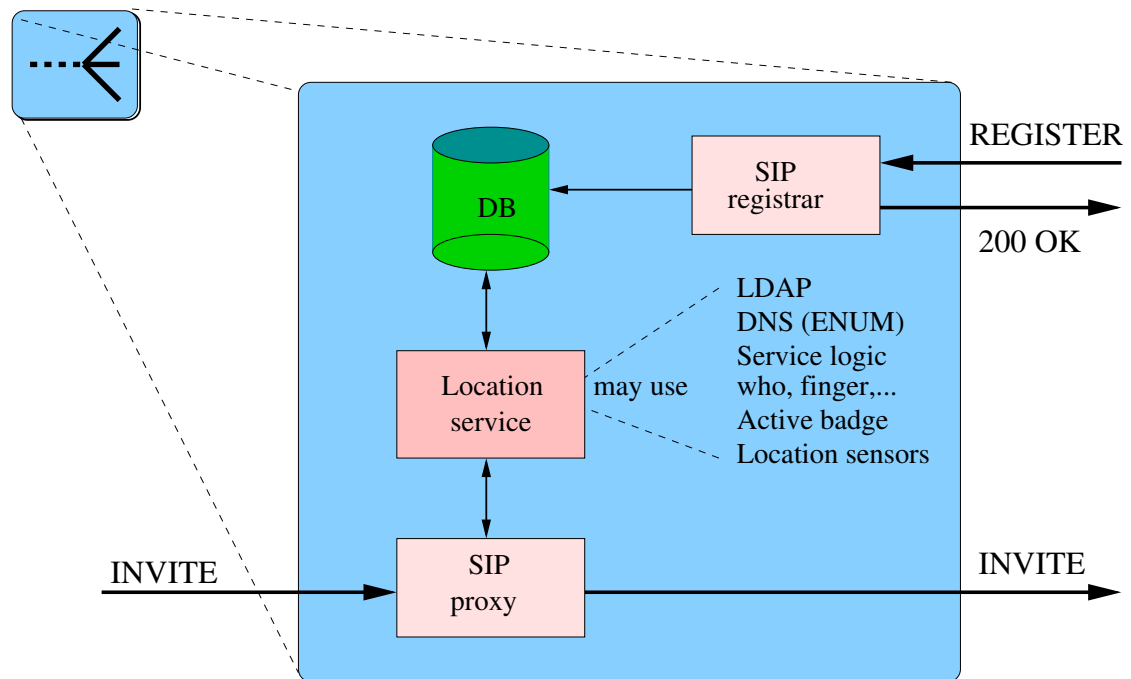 REGISTER
SIP
registrar
DB
200 OK
LDAP
DNS (ENUM)
Service logic
who, finger,...
Active badge
Location sensors
Location
service
may use
INVITE
SIP
proxy
INVITE